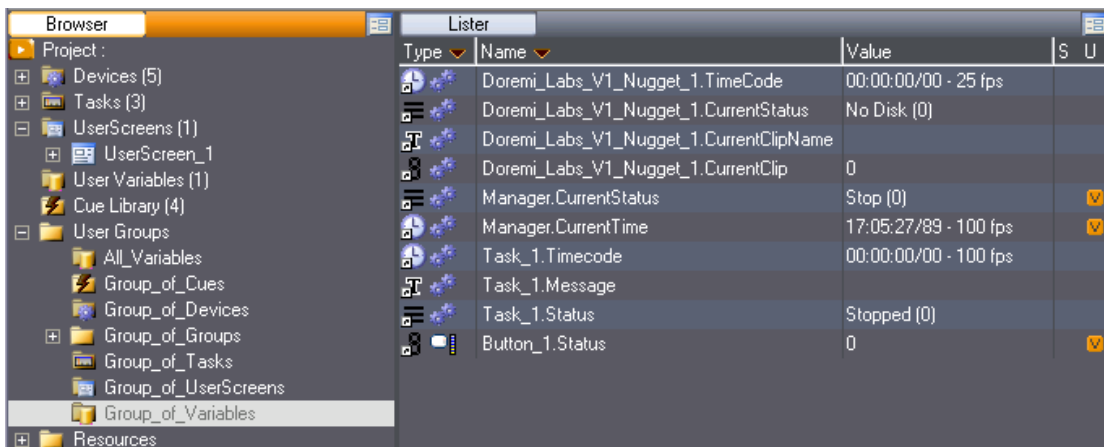 Browser
Project :
Devices (5)
Tasks (3)
UserScreens (1)
UserScreen_1
User Variables (1)
Cue Library (4)
User Groups
All_Variables
Group_of_Cues
Group_of_Devices
Group_of_Groups
Group_of_Tasks
Group_of_UserScreens
Group_of_Variables
Resources
Lister
Type Name Value S U
Doremi_Labs_V1_Nugget_1.TimeCode 00:00:00/00 - 25 fps
Doremi_Labs_V1_Nugget_1.CurrentStatus No Disk (0)
Doremi_Labs_V1_Nugget_1.CurrentClipName
Doremi_Labs_V1_Nugget_1.CurrentClip 0
Manager.CurrentStatus Stop (0) V
Manager.CurrentTime 17:05:27/89 - 100 fps V
Task_1.Timecode 00:00:00/00 - 100 fps
Task_1.Message
Task_1.Status Stopped (0)
Button_1.Status 0 V